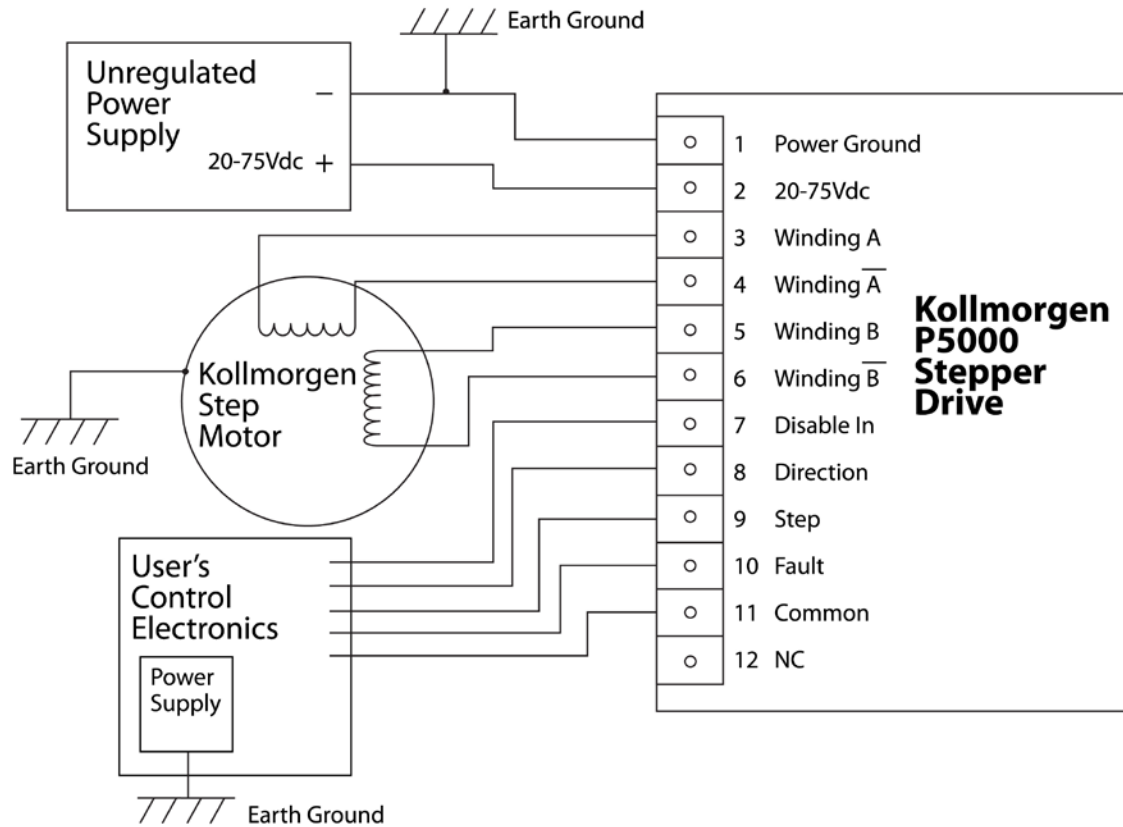 Earth Ground
Unregulated
Power
Supply
−
20-75Vdc +
1 Power Ground
2 20-75Vdc
3 Winding A
4 Winding A̅
5 Winding B
6 Winding B̅
7 Disable In
8 Direction
9 Step
10 Fault
11 Common
12 NC
Kollmorgen
P5000
Stepper
Drive
Kollmorgen
Step
Motor
Earth Ground
User's
Control
Electronics
Power
Supply
Earth Ground